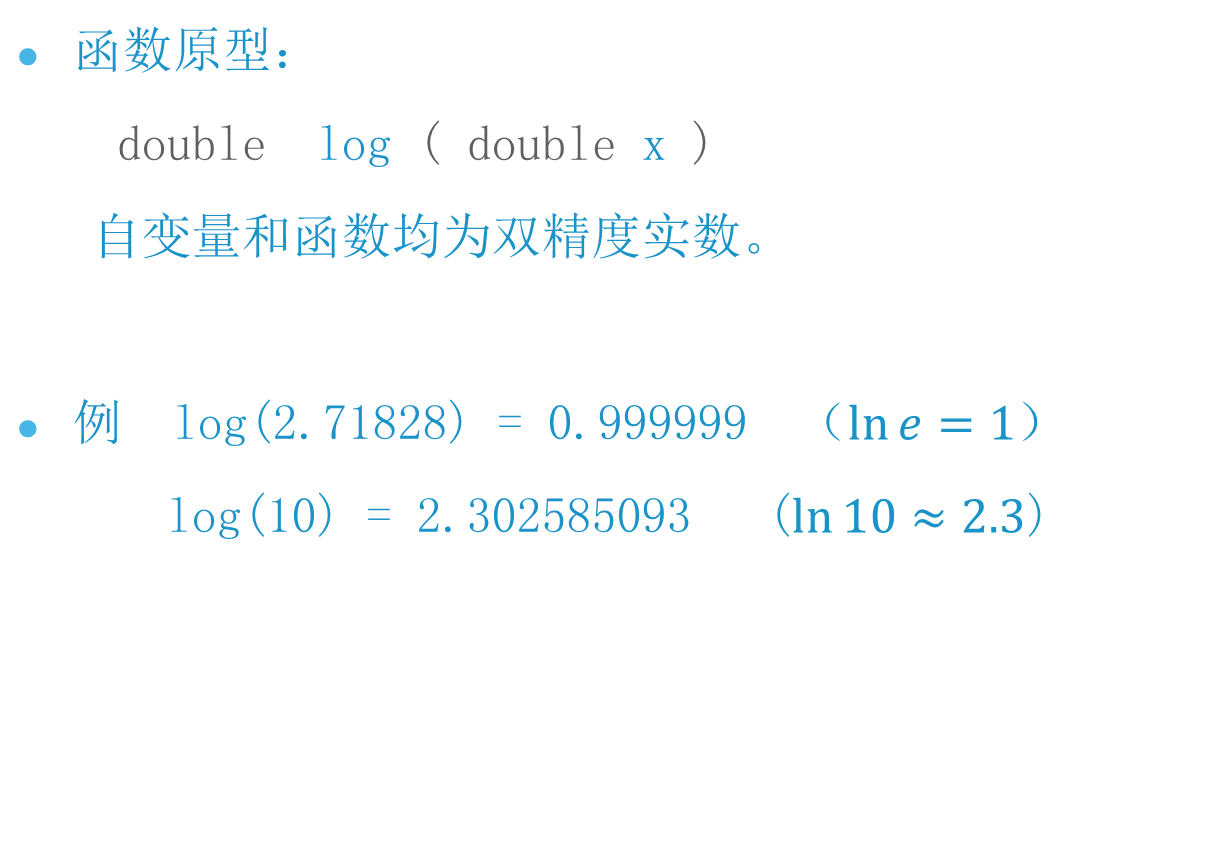 • 函数原型：
double log ( double x )
自变量和函数均为双精度实数。
• 例 log(2.71828) = 0.999999 （ln e = 1）
log(10) = 2.302585093 (ln 10 ≈ 2.3)